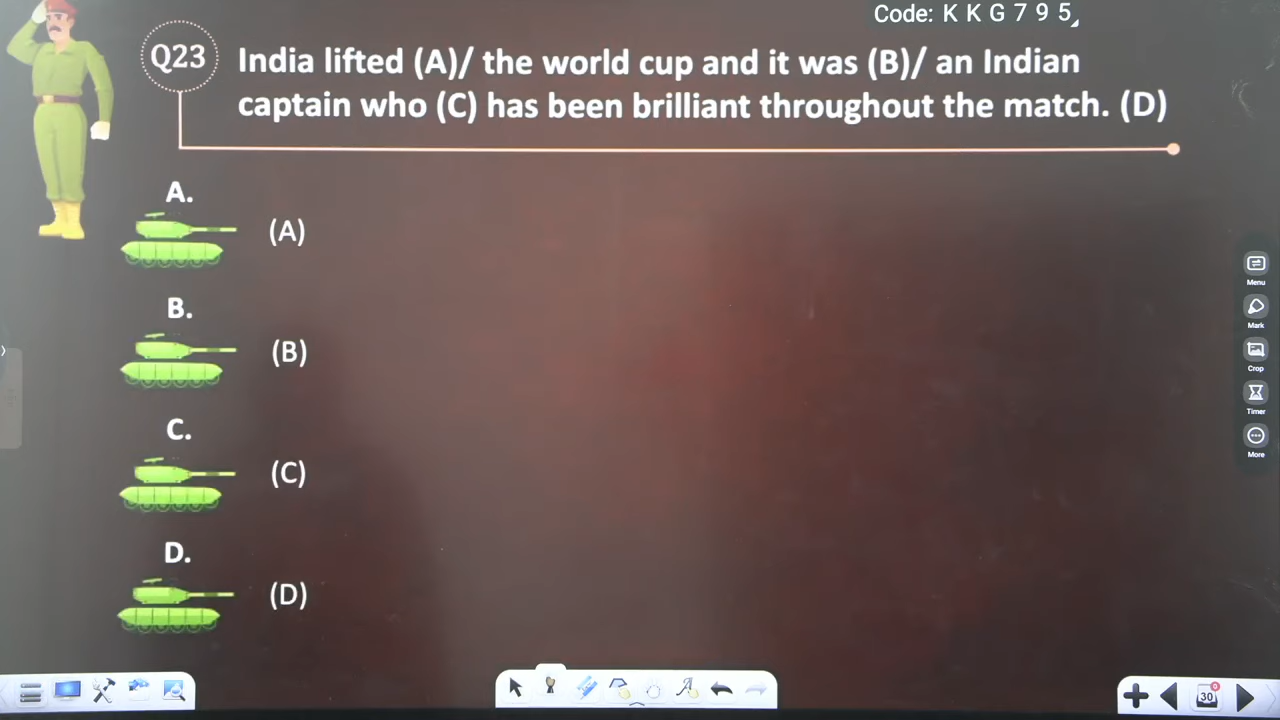 Code: K K G 7 9 5
Q23
India lifted (A)/ the world cup and it was (B)/ an Indian
captain who (C) has been brilliant throughout the match. (D)
A.
(A)
B.
(B)
C.
(C)
D.
(D)
Menu
Mark
Crop
Timer
More
30